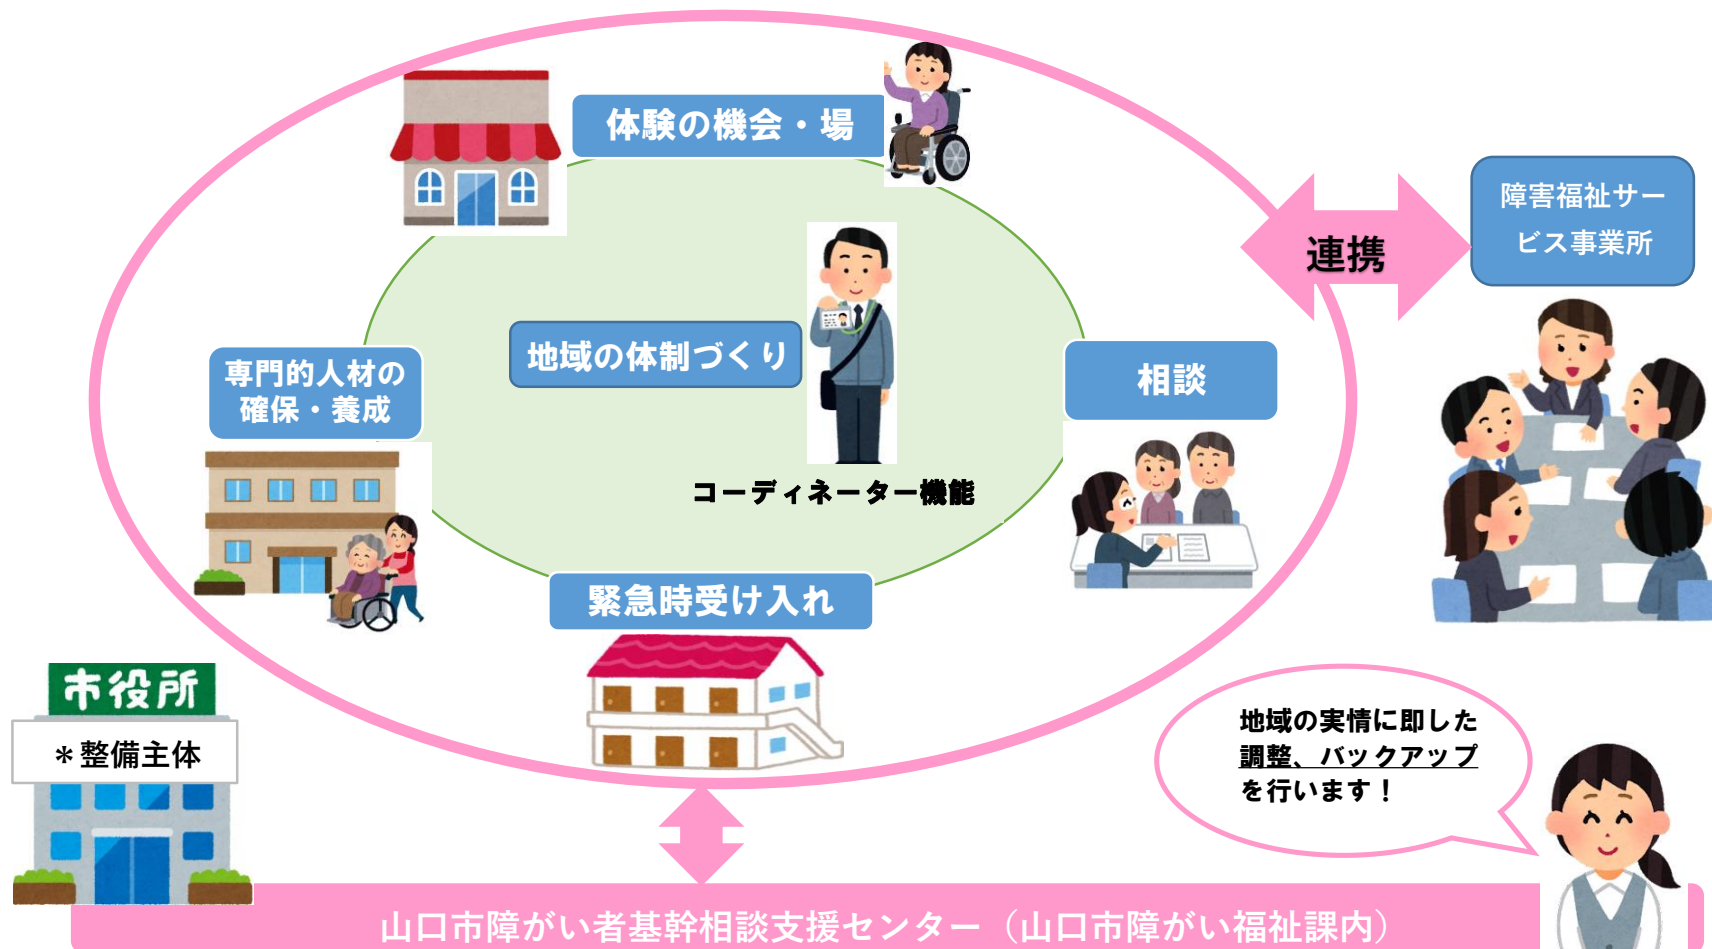 体験の機会・場
障害福祉サー
ビス事業所
連携
地域の体制づくり
専門的人材の
確保・養成
相談
コーディネーター機能
緊急時受け入れ
市役所
＊整備主体
地域の実情に即した
調整、バックアップ
を行います！
山口市障がい者基幹相談支援センター（山口市障がい福祉課内）